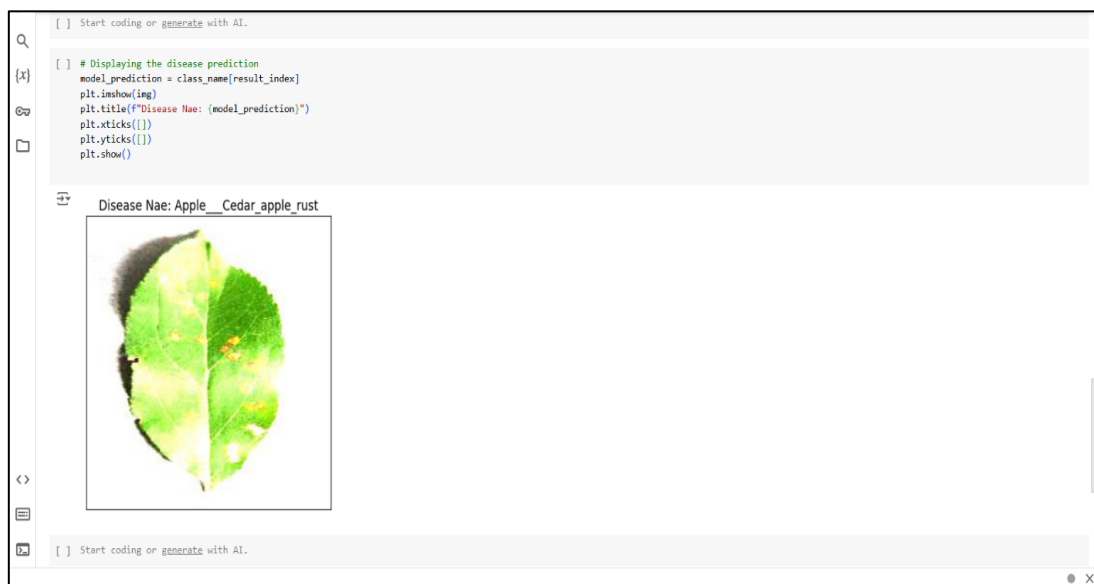 [ ] Start coding or generate with AI.
[ ] # Displaying the disease prediction
model_prediction = class_name[result_index]
plt.imshow(img)
plt.title(f"Disease Nae: {model_prediction}")
plt.xticks([])
plt.yticks([])
plt.show()
{x}
Disease Nae: Apple___Cedar_apple_rust
[ ] Start coding or generate with AI.